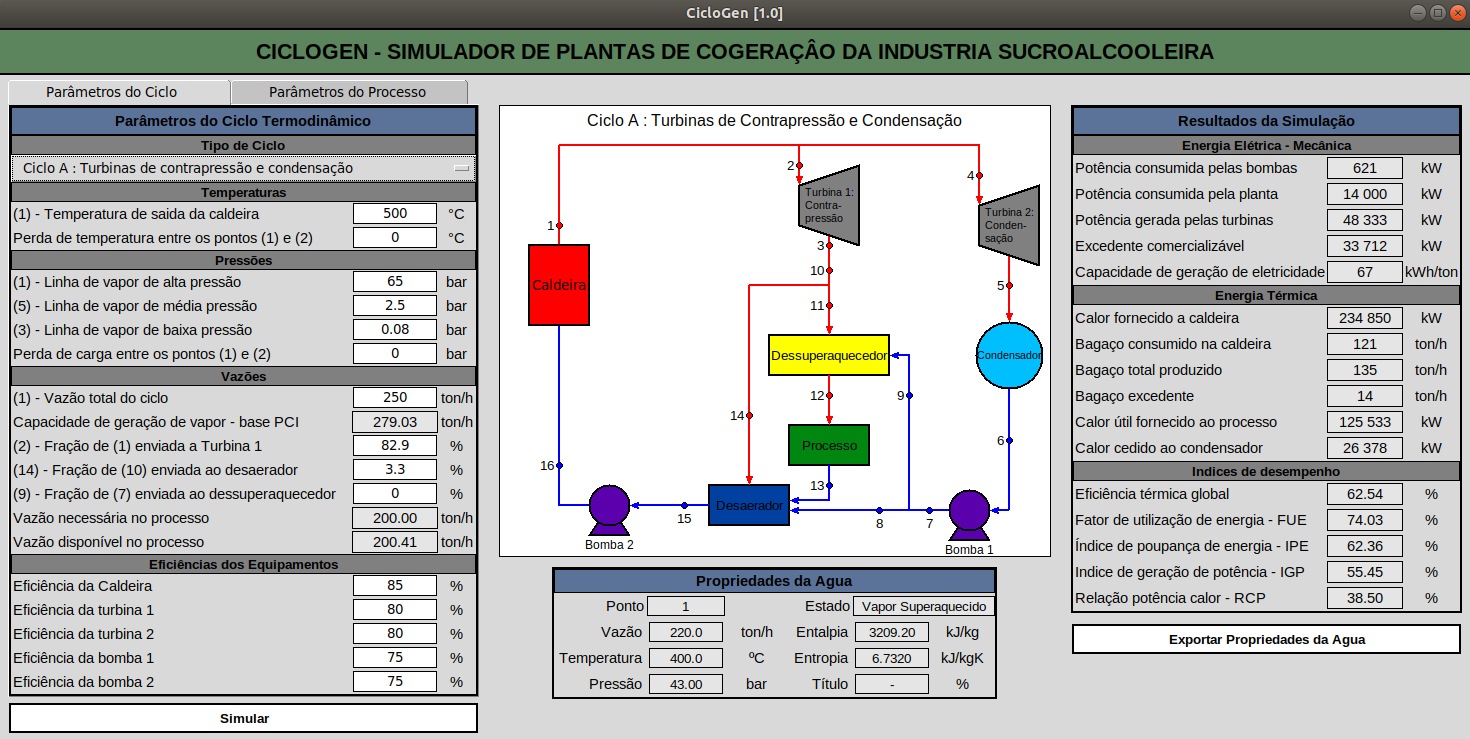 CicloGen [1.0]
CICLOGEN - SIMULADOR DE PLANTAS DE COGERAÇÂO DA INDUSTRIA SUCROALCOOLEIRA
Parâmetros do Ciclo Parâmetros do Processo
Parâmetros do Ciclo Termodinâmico
Tipo de Ciclo
Ciclo A : Turbinas de contrapressão e condensação
Temperaturas
(1) - Temperatura de saida da caldeira 500 °C
Perda de temperatura entre os pontos (1) e (2) 0 °C
Pressões
(1) - Linha de vapor de alta pressão 65 bar
(5) - Linha de vapor de média pressão 2.5 bar
(3) - Linha de vapor de baixa pressão 0.08 bar
Perda de carga entre os pontos (1) e (2) 0 bar
Vazões
(1) - Vazão total do ciclo 250 ton/h
Capacidade de geração de vapor - base PCI 279.03 ton/h
(2) - Fração de (1) enviada a Turbina 1 82.9 %
(14) - Fração de (10) enviada ao desaerador 3.3 %
(9) - Fração de (7) enviada ao dessuperaquecedor 0 %
Vazão necessária no processo 200.00 ton/h
Vazão disponível no processo 200.41 ton/h
Eficiências dos Equipamentos
Eficiência da Caldeira 85 %
Eficiência da turbina 1 80 %
Eficiência da turbina 2 80 %
Eficiência da bomba 1 75 %
Eficiência da bomba 2 75 %
Simular
Ciclo A : Turbinas de Contrapressão e Condensação
2
4
Turbina 1:
Contra-
pressão
Turbina 2:
Conden-
sação
1
3
10
5
Caldeira
11
Dessuperaquecedor
Condensador
12
9
14
Processo
6
16
13
Desaerador
15
8
7
Bomba 2
Bomba 1
Propriedades da Agua
Ponto 1 Estado Vapor Superaquecido
Vazão 220.0 ton/h Entalpia 3209.20 kJ/kg
Temperatura 400.0 ºC Entropia 6.7320 kJ/kgK
Pressão 43.00 bar Título - %
Resultados da Simulação
Energia Elétrica - Mecânica
Potência consumida pelas bombas 621 kW
Potência consumida pela planta 14 000 kW
Potência gerada pelas turbinas 48 333 kW
Excedente comercializável 33 712 kW
Capacidade de geração de eletricidade 67 kWh/ton
Energia Térmica
Calor fornecido a caldeira 234 850 kW
Bagaço consumido na caldeira 121 ton/h
Bagaço total produzido 135 ton/h
Bagaço excedente 14 ton/h
Calor útil fornecido ao processo 125 533 kW
Calor cedido ao condensador 26 378 kW
Indices de desempenho
Eficiência térmica global 62.54 %
Fator de utilização de energia - FUE 74.03 %
Índice de poupança de energia - IPE 62.36 %
Indice de geração de potência - IGP 55.45 %
Relação potência calor - RCP 38.50 %
Exportar Propriedades da Agua